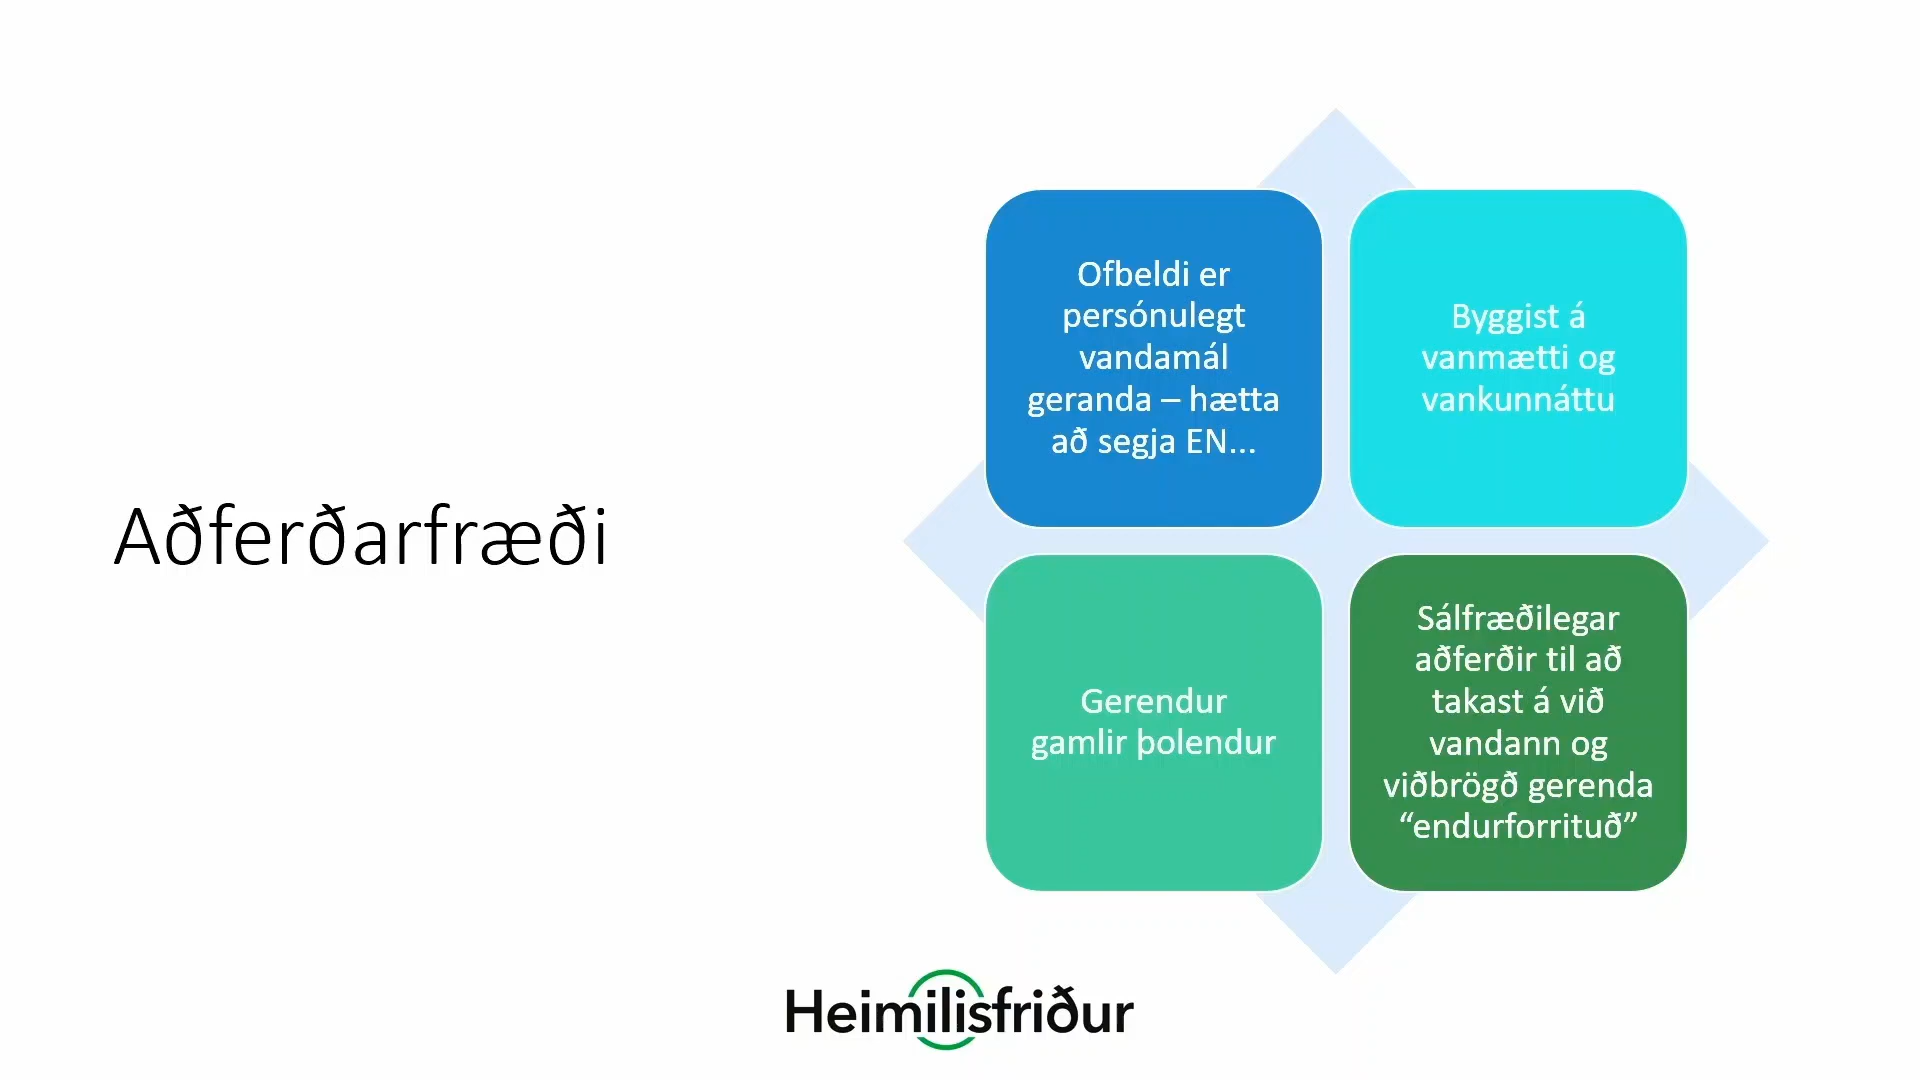 Aðferðarfræði
Ofbeldi er
persónulegt
vandamál
geranda – hætta
að segja EN...
Byggist á
vanmætti og
vankunnáttu
Gerendur
gamlir þolendur
Sálfræðilegar
aðferðir til að
takast á við
vandann og
viðbrögð gerenda
“endurforrituð”
Heimilisfriður